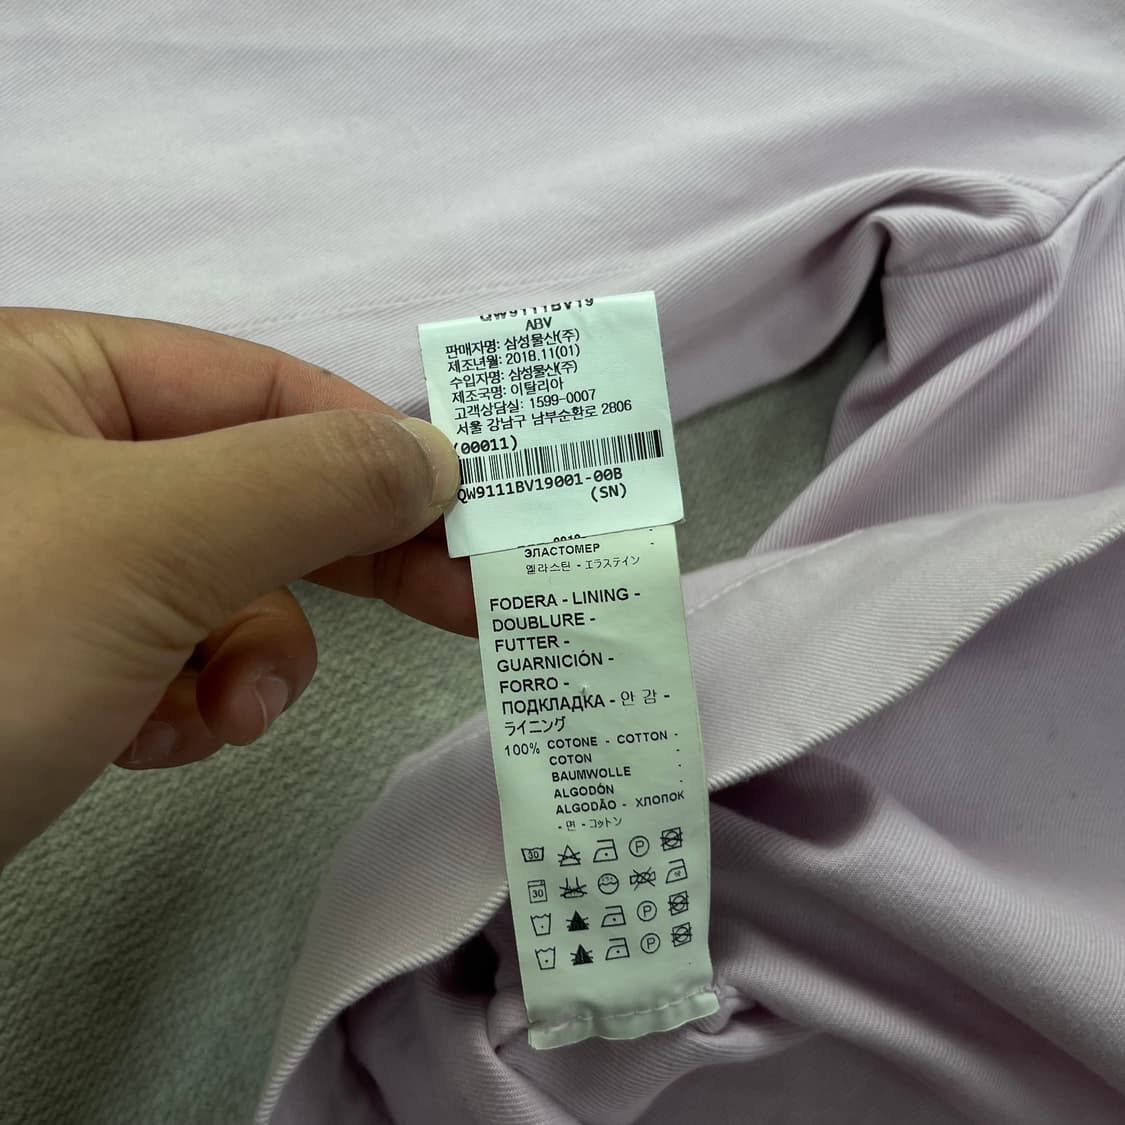 QW9111BV19
ABV
판매자명: 삼성물산(주)
제조년월: 2018.11(01)
수입자명: 삼성물산(주)
제조국명: 이탈리아
고객상담실: 1599-0007
서울 강남구 남부순환로 2806
(00011)
QW9111BV19001-00B
(SN)
ЭЛАСТОМЕР
엘라스틴 - エラステイン
FODERA - LINING -
DOUBLURE -
FUTTER -
GUARNICIÓN -
FORRO -
ПОДКЛАДКА - 안 감 -
ライニング
100% COTONE - COTTON -
COTON -
BAUMWOLLE -
ALGODÓN -
ALGODÃO - ХЛОПОК
- 면 - コットン
30 P
30
P
P